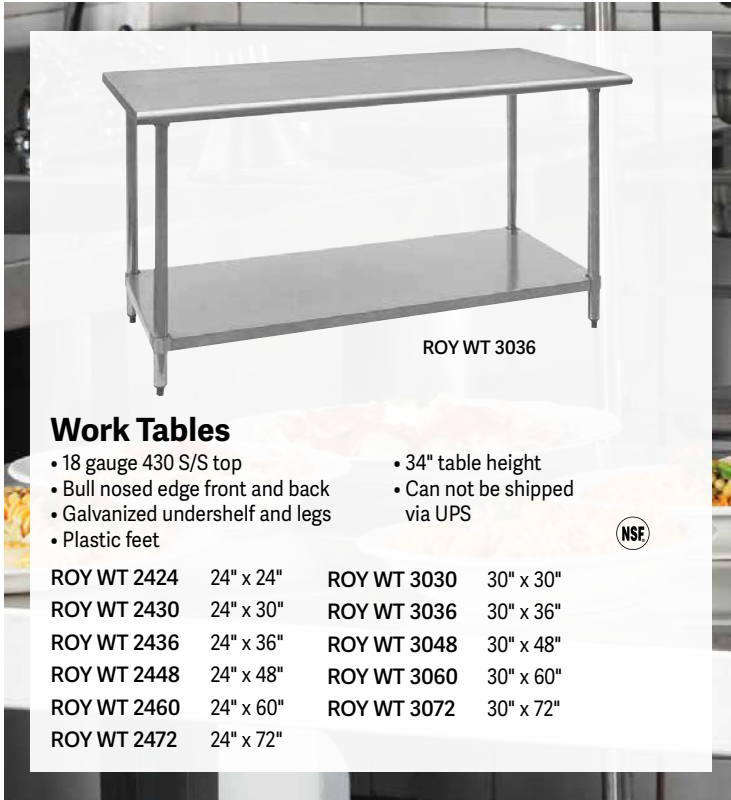 ROY WT 3036
Work Tables
• 18 gauge 430 S/S top
• Bull nosed edge front and back
• Galvanized undershelf and legs
• Plastic feet
• 34" table height
• Can not be shipped
via UPS
NSF
ROY WT 2424 24" x 24"
ROY WT 2430 24" x 30"
ROY WT 2436 24" x 36"
ROY WT 2448 24" x 48"
ROY WT 2460 24" x 60"
ROY WT 2472 24" x 72"
ROY WT 3030 30" x 30"
ROY WT 3036 30" x 36"
ROY WT 3048 30" x 48"
ROY WT 3060 30" x 60"
ROY WT 3072 30" x 72"